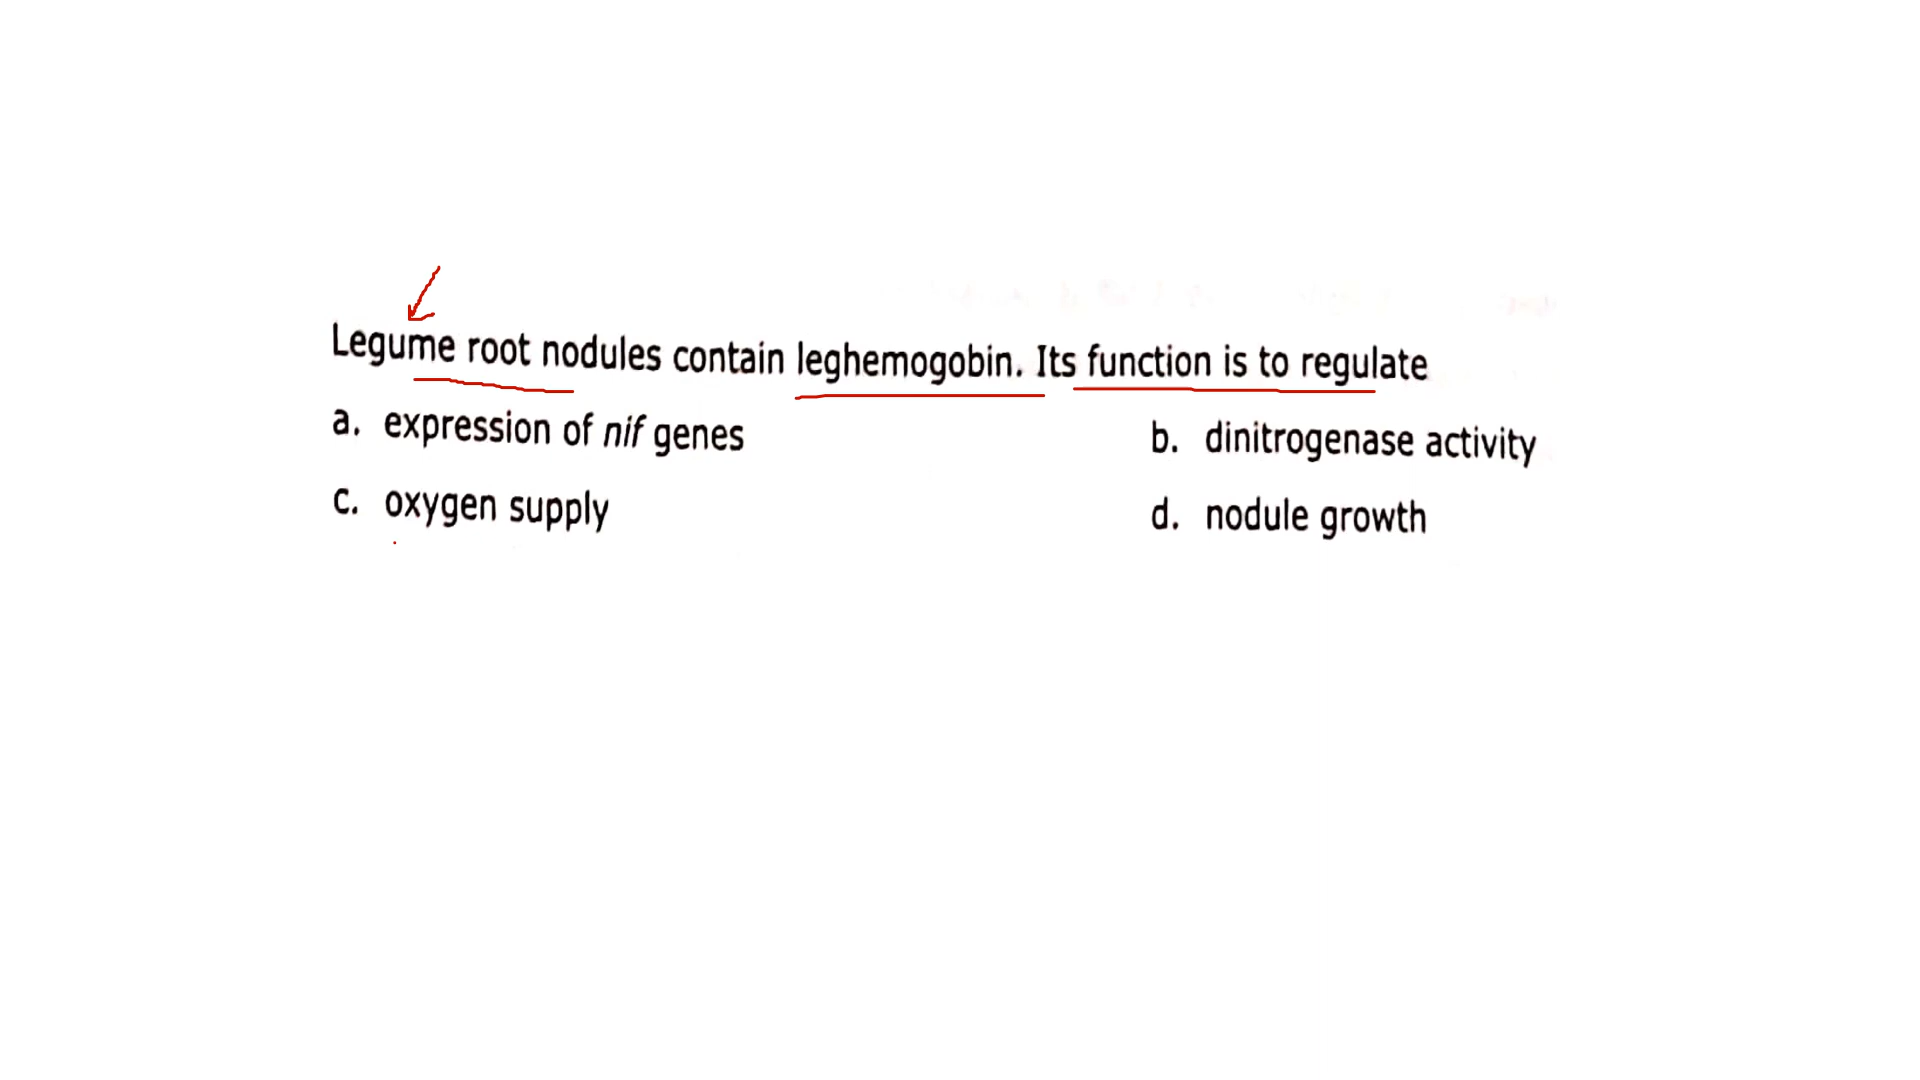 Legume root nodules contain leghemogobin. Its function is to regulate
a. expression of nif genes b. dinitrogenase activity
c. oxygen supply d. nodule growth